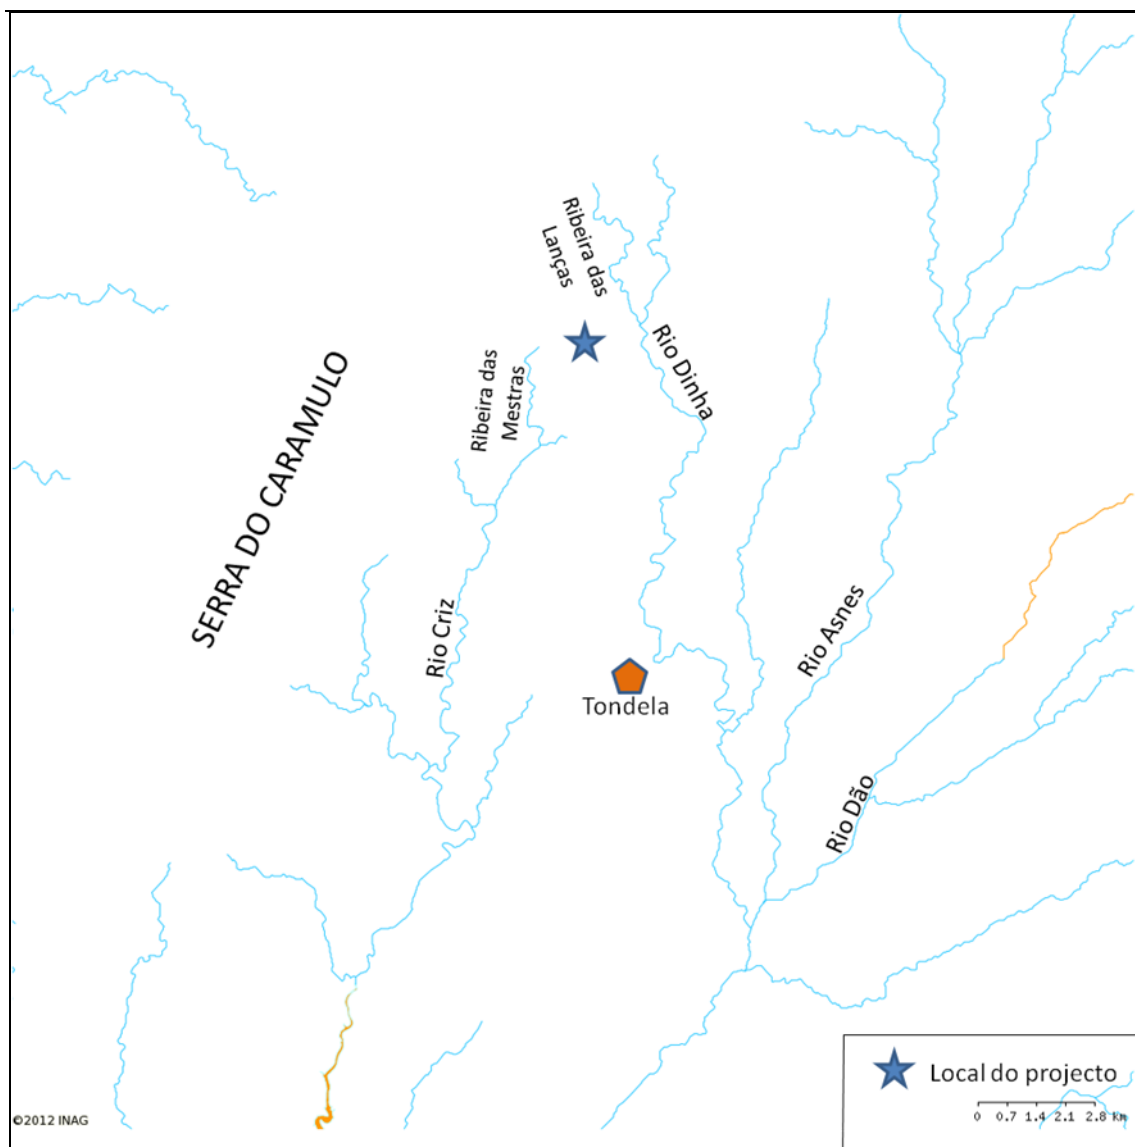 Ribeira das
Lanças
Rio Dinha
Ribeira das
Mestras
SERRA DO CARAMULO
Rio Criz
Rio Asnes
Tondela
Rio Dão
Local do projecto
0 0.7 1.4 2.1 2.8 Km
©2012 INAG